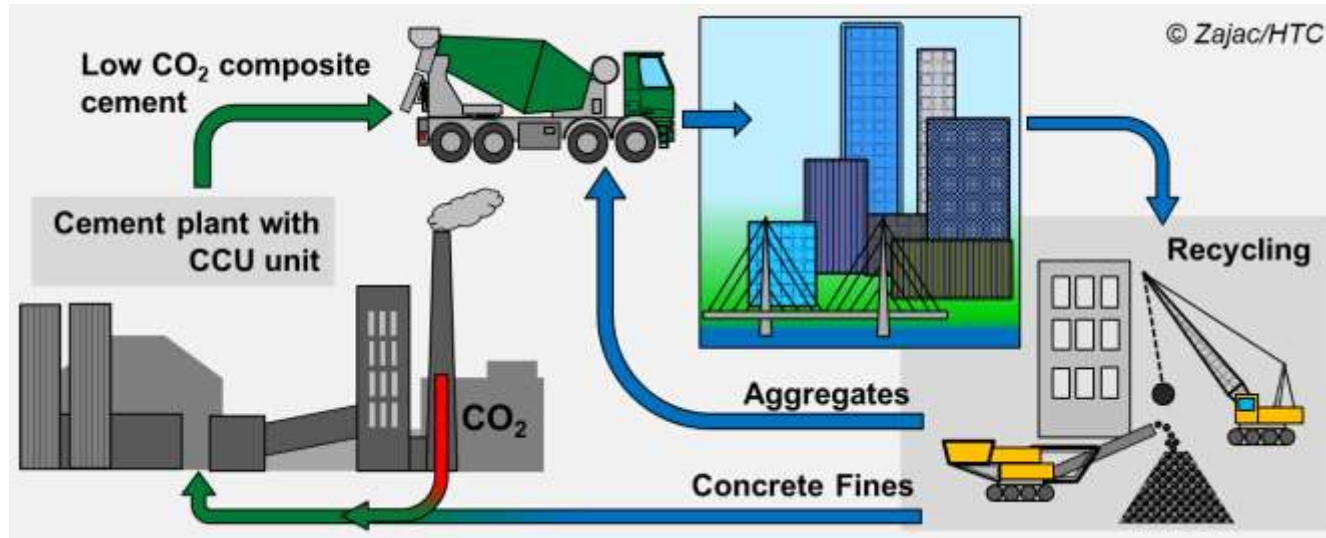 © Zajac/HTC
Low CO₂ composite
cement
Cement plant with
CCU unit
Recycling
Aggregates
CO₂
Concrete Fines